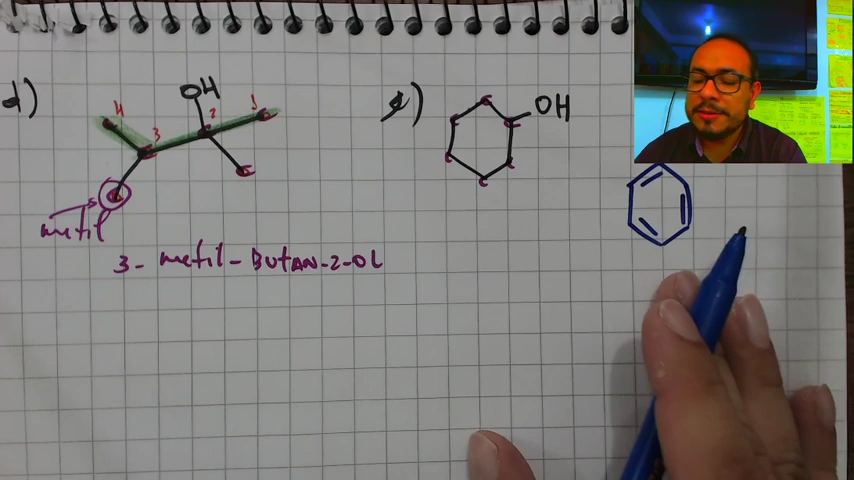 d)
OH
4
3
2
1
metil
3- metil-BUTAN-2-OL
e)
OH